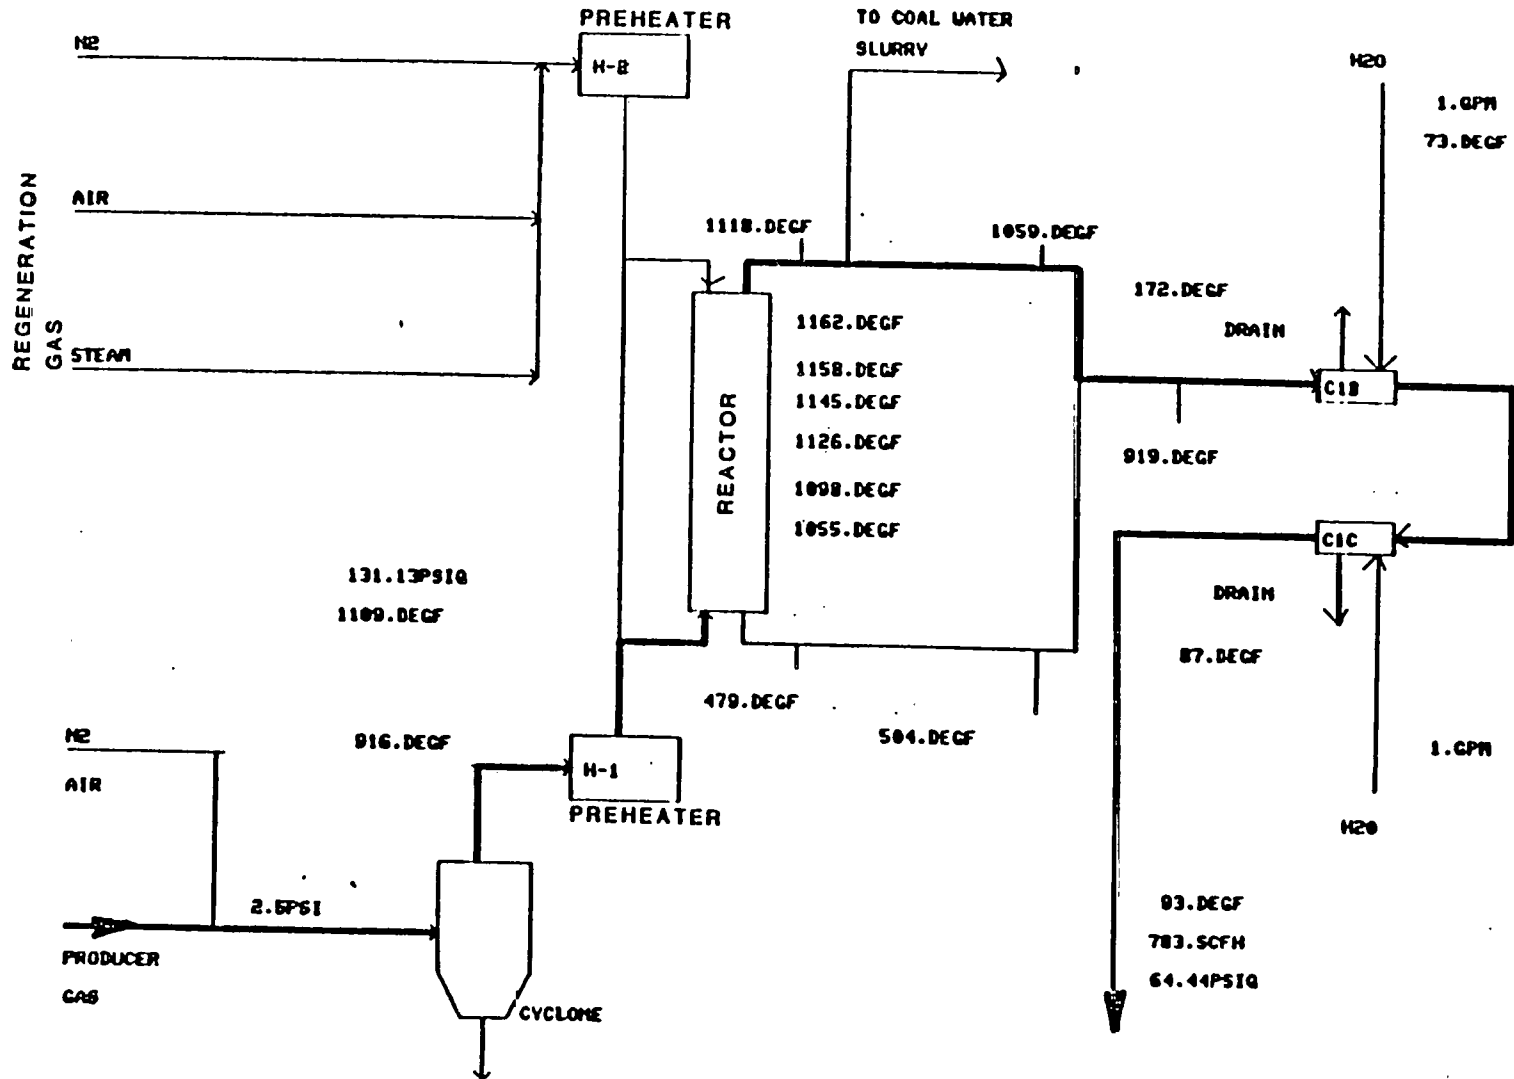 PREHEATER
H-2
N2
TO COAL WATER
SLURRY
H2O
1.GPM
73.DEGF
REGENERATION
GAS
AIR
STEAM
1118.DEGF
1059.DEGF
172.DEGF
DRAIN
C1B
919.DEGF
REACTOR
1162.DEGF
1158.DEGF
1145.DEGF
1126.DEGF
1098.DEGF
1055.DEGF
C1C
DRAIN
87.DEGF
131.13PSIG
1109.DEGF
479.DEGF
504.DEGF
1.GPM
H2O
N2
AIR
916.DEGF
H-1
PREHEATER
2.5PSI
PRODUCER
GAS
CYCLONE
93.DEGF
783.SCFH
64.44PSIG